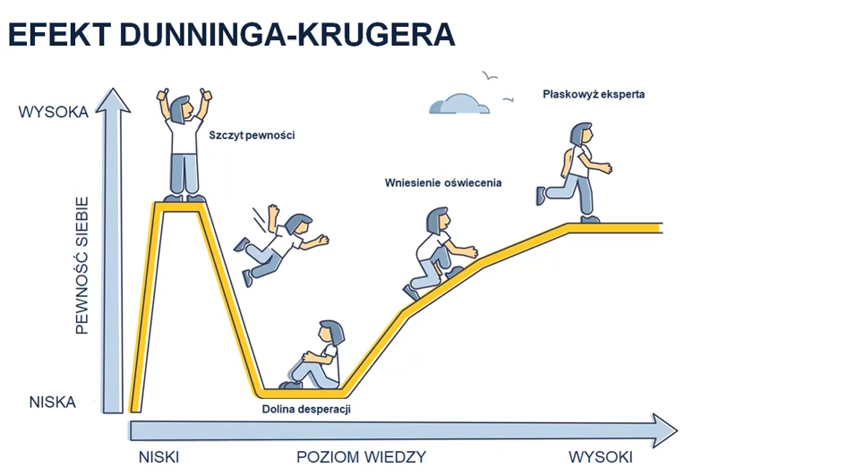 EFEKT DUNNINGA-KRUGERA
WYSOKA
Szczyt pewności
Płaskowyż eksperta
Wniesienie oświecenia
PEWNOŚĆ SIEBIE
NISKA
Dolina desperacji
NISKI
POZIOM WIEDZY
WYSOKI